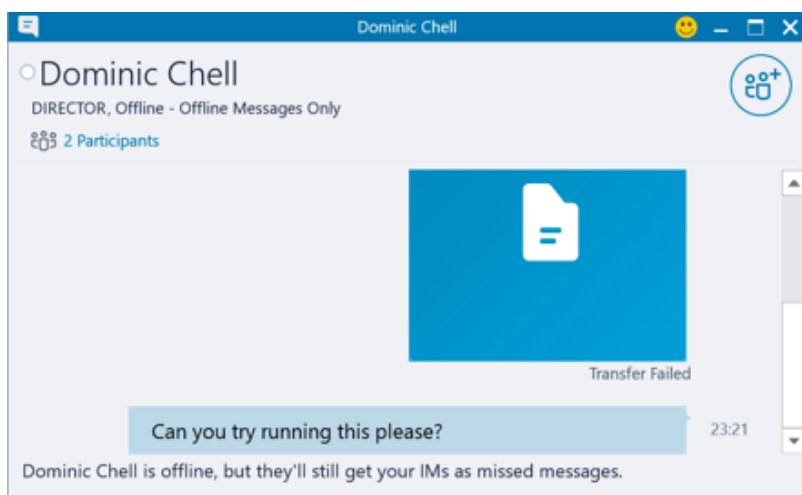 Dominic Chell
Dominic Chell
DIRECTOR, Offline - Offline Messages Only
2 Participants
Transfer Failed
Can you try running this please?
23:21
Dominic Chell is offline, but they'll still get your IMs as missed messages.